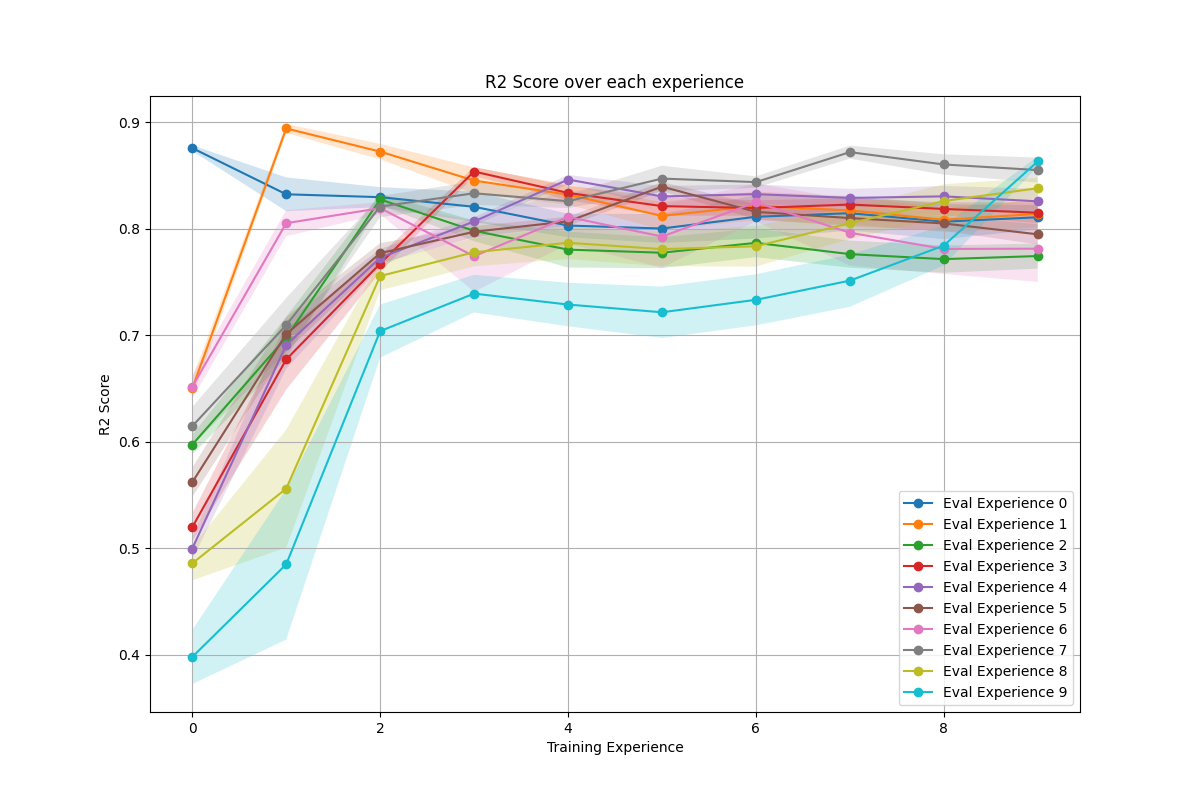 R2 Score over each experience
0.9
0.8
0.7
0.6
0.5
0.4
R2 Score
0 2 4 6 8
Training Experience
Eval Experience 0
Eval Experience 1
Eval Experience 2
Eval Experience 3
Eval Experience 4
Eval Experience 5
Eval Experience 6
Eval Experience 7
Eval Experience 8
Eval Experience 9